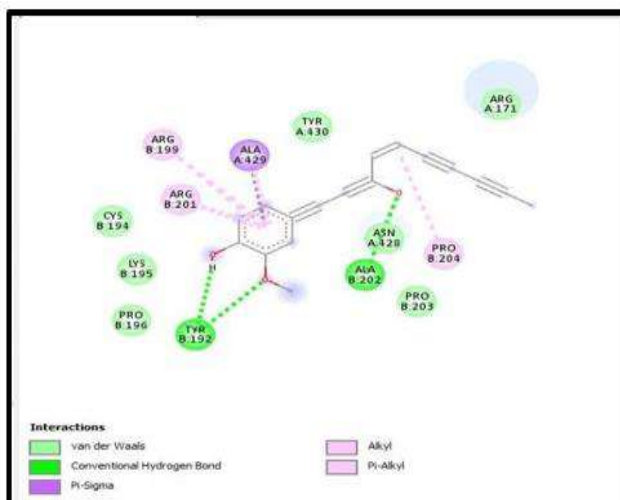 ARG
A:171
TYR
A:430
ARG
B:199
ALA
A:429
ARG
B:201
CYS
B:194
ASN
A:428
PRO
B:204
LYS
B:195
ALA
B:202
PRO
B:203
PRO
B:196
TYR
B:192
H
Interactions
van der Waals
Conventional Hydrogen Bond
Pi-Sigma
Alkyl
Pi-Alkyl